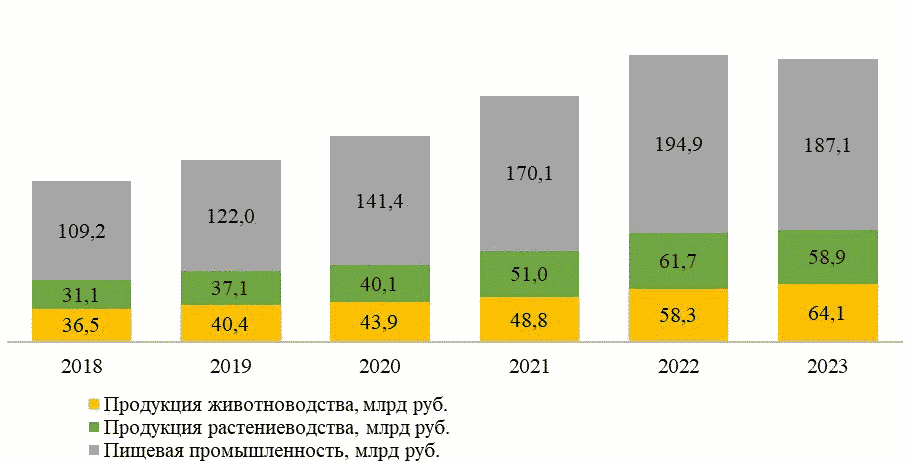 109,2 122,0 141,4 170,1 194,9 187,1
31,1 37,1 40,1 51,0 61,7 58,9
36,5 40,4 43,9 48,8 58,3 64,1
2018 2019 2020 2021 2022 2023
Продукция животноводства, млрд руб.
Продукция растениеводства, млрд руб.
Пищевая промышленность, млрд руб.